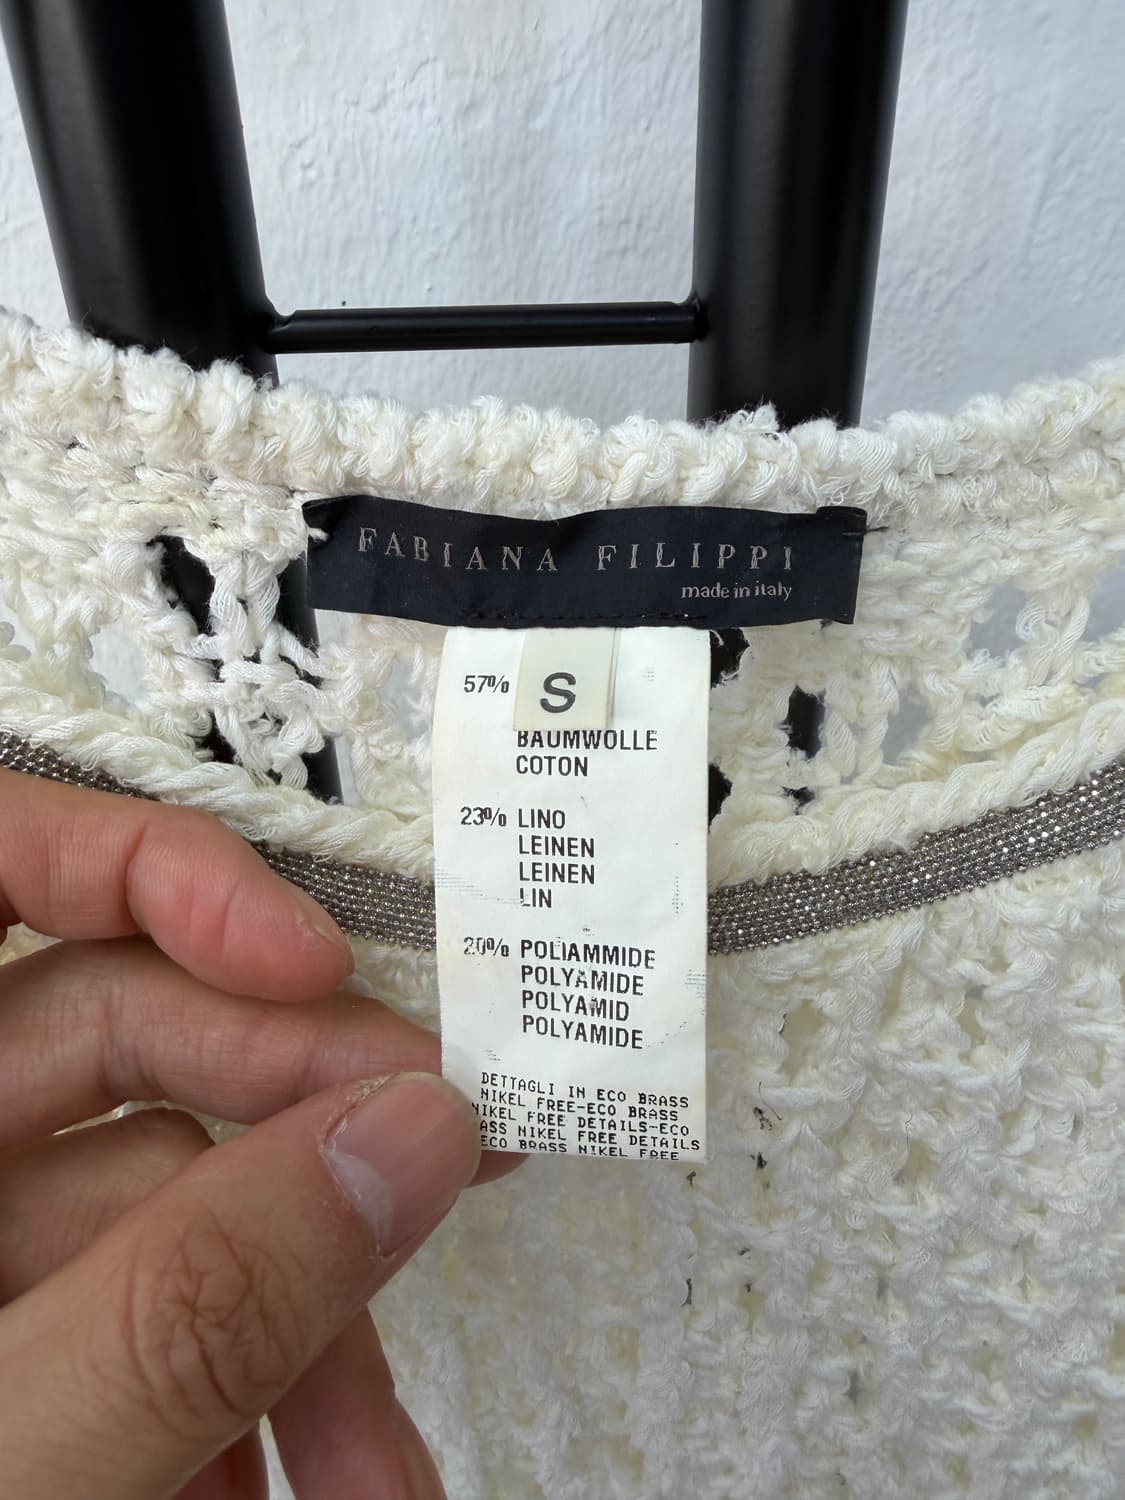 FABIANA FILIPPI
made in italy
S
57%
BAUMWOLLE
COTON
23% LINO
LEINEN
LEINEN
LIN
20% POLIAMMIDE
POLYAMIDE
POLYAMID
POLYAMIDE
DETTAGLI IN ECO BRASS
NIKEL FREE-ECO BRASS
NIKEL FREE DETAILS-ECO
ASS NIKEL FREE DETAILS
ECO BRASS NIKEL FREE